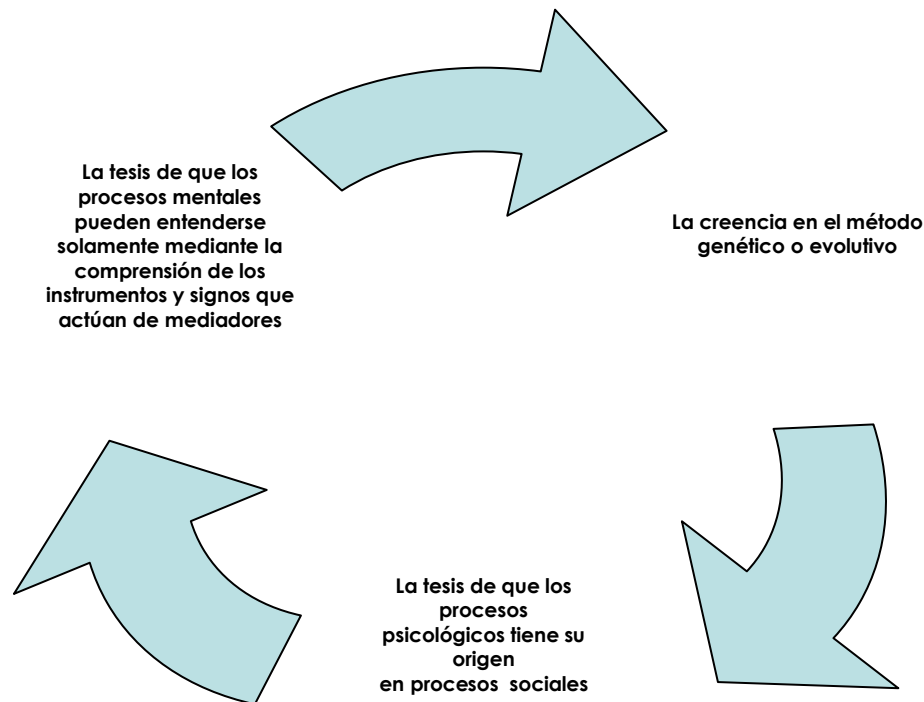 La tesis de que los
procesos mentales
pueden entenderse
solamente mediante la
comprensión de los
instrumentos y signos que
actúan de mediadores
La creencia en el método
genético o evolutivo
La tesis de que los
procesos
psicológicos tiene su
origen
en procesos sociales